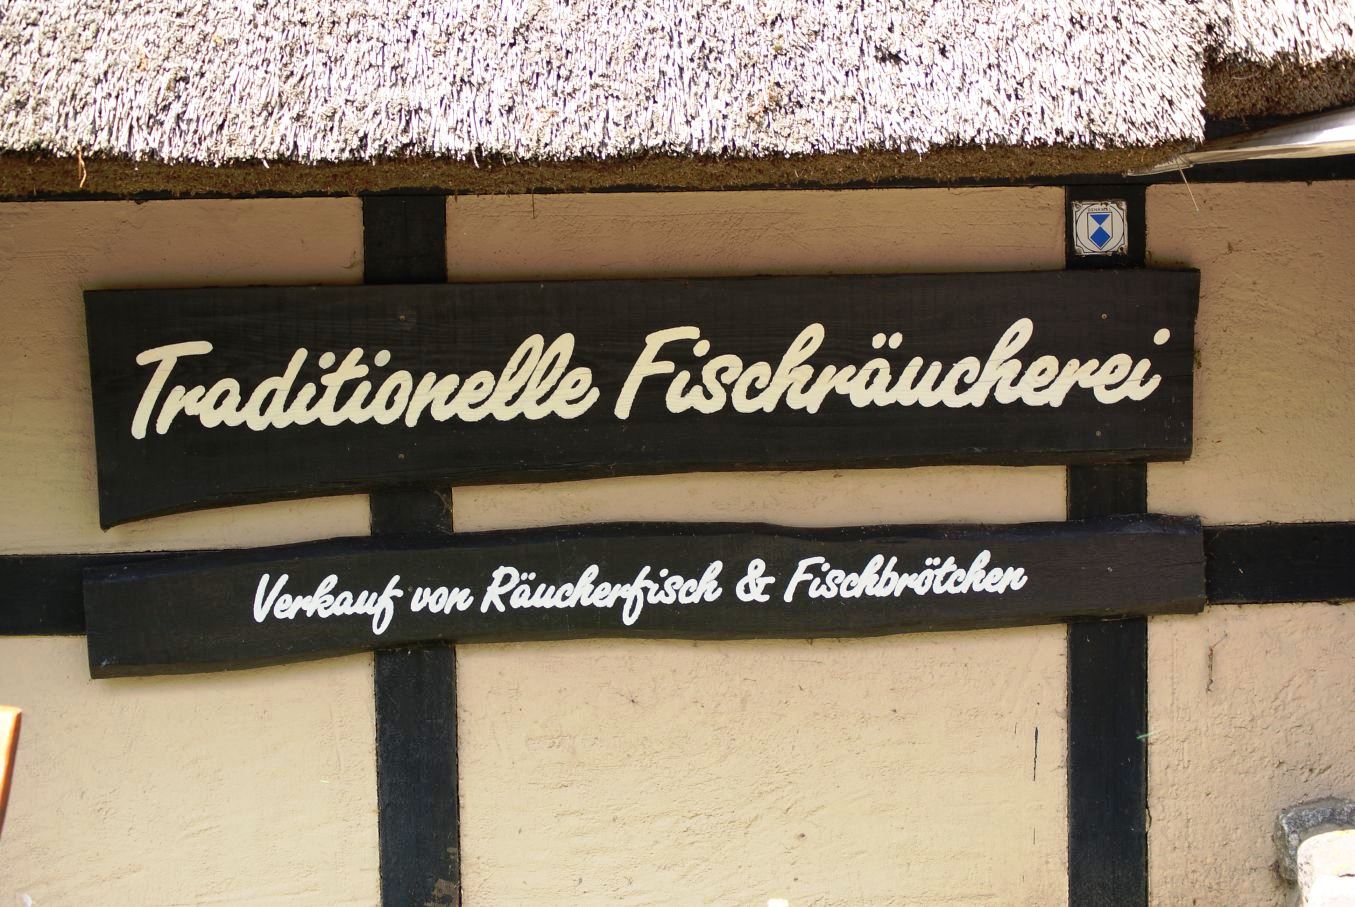 Traditionelle Fischräucherei
Verkauf von Räucherfisch & Fischbrötchen